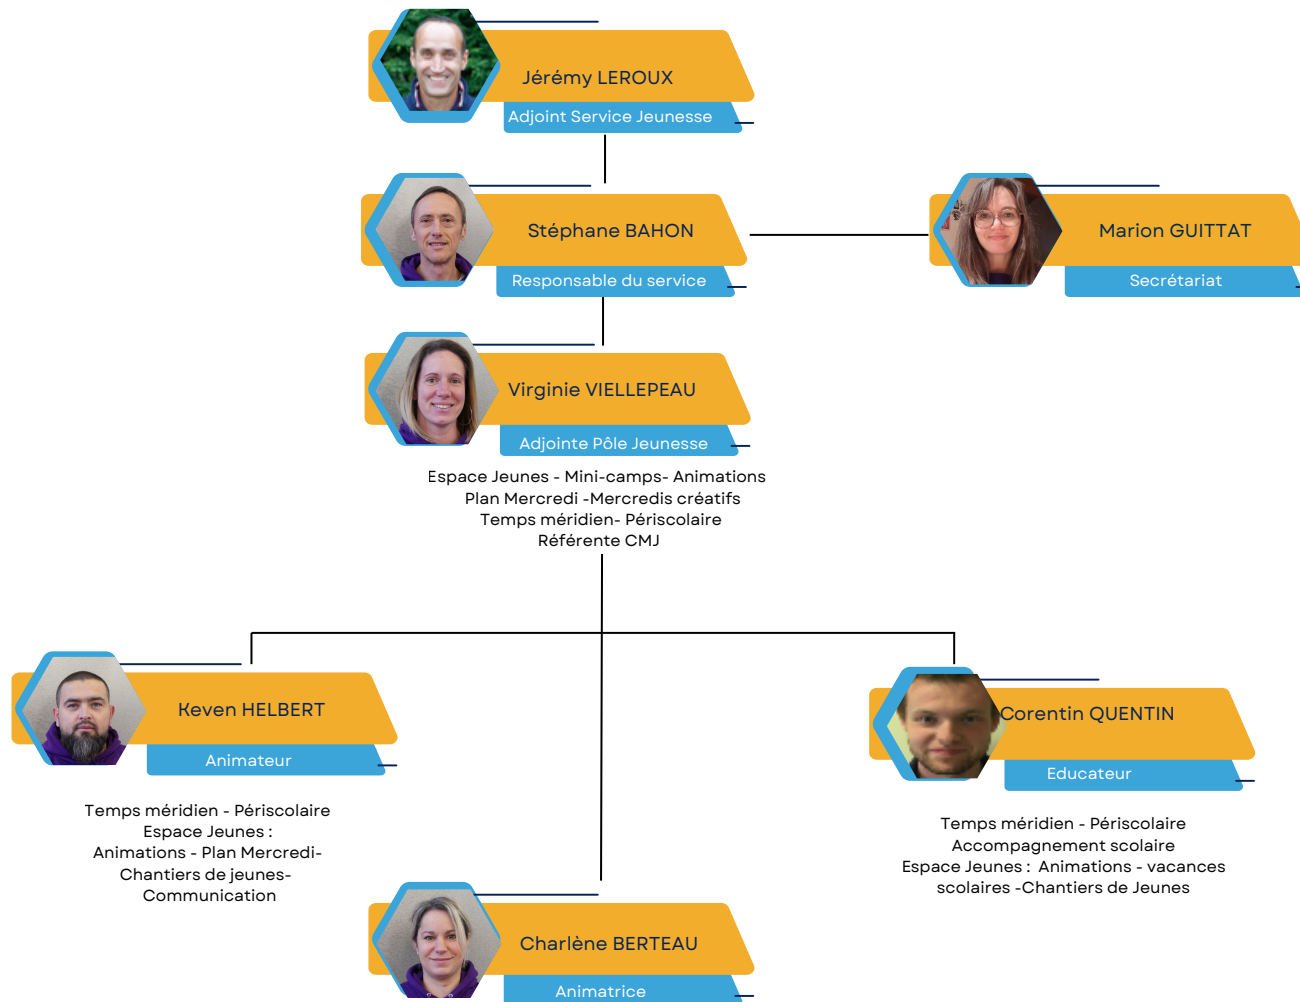 Jérémy LEROUX
Adjoint Service Jeunesse
Stéphane BAHON
Responsable du service
Marion GUITTAT
Secrétariat
Virginie VIELLEPEAU
Adjointe Pôle Jeunesse
Espace Jeunes - Mini-camps- Animations
Plan Mercredi -Mercredis créatifs
Temps méridien- Périscolaire
Référente CMJ
Keven HELBERT
Animateur
Temps méridien - Périscolaire
Espace Jeunes :
Animations - Plan Mercredi-
Chantiers de jeunes-
Communication
Corentin QUENTIN
Educateur
Temps méridien - Périscolaire
Accompagnement scolaire
Espace Jeunes : Animations - vacances
scolaires -Chantiers de Jeunes
Charlène BERTEAU
Animatrice